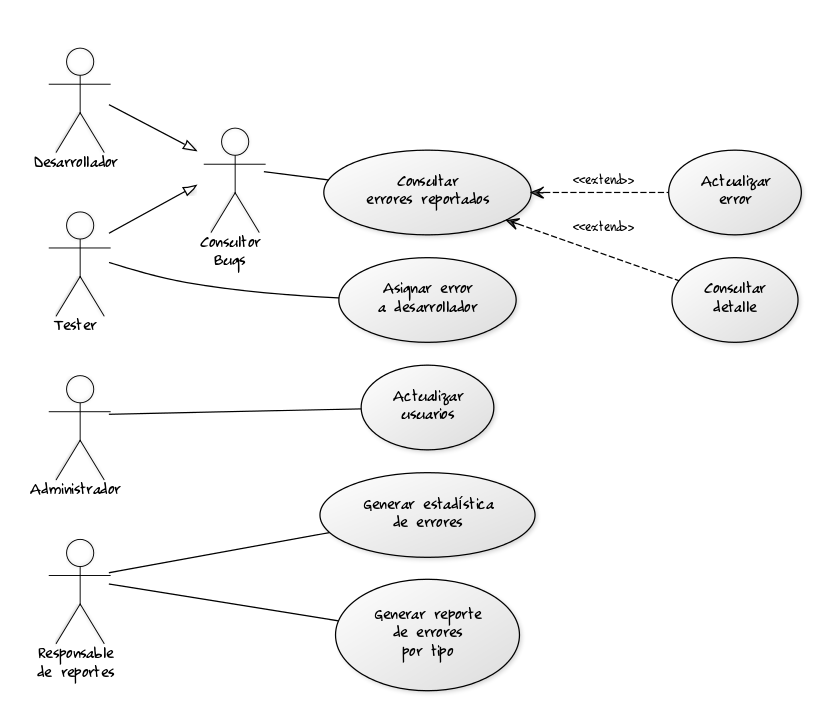 Desarrollador
Consultor
Bugs
Tester
Administrador
Responsable
de reportes
Consultar
errores reportados
<<extend>>
Actualizar
error
<<extend>>
Consultar
detalle
Asignar error
a desarrollador
Actualizar
usuarios
Generar estadística
de errores
Generar reporte
de errores
por tipo